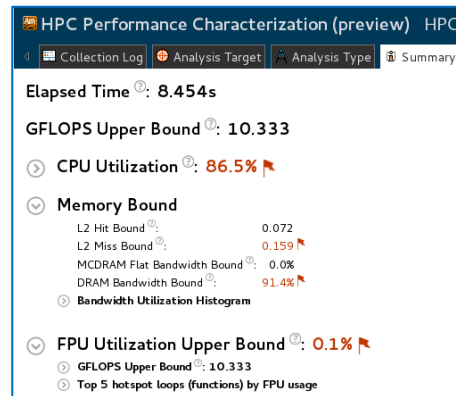 Am HPC Performance Characterization (preview) HPC
Collection Log Analysis Target Analysis Type Summary
Elapsed Time ?: 8.454s
GFLOPS Upper Bound ?: 10.333
CPU Utilization ?: 86.5%
Memory Bound
L2 Hit Bound ?: 0.072
L2 Miss Bound ?: 0.159
MCDRAM Flat Bandwidth Bound ?: 0.0%
DRAM Bandwidth Bound ?: 91.4%
Bandwidth Utilization Histogram
FPU Utilization Upper Bound ?: 0.1%
GFLOPS Upper Bound ?: 10.333
Top 5 hotspot loops (functions) by FPU usage